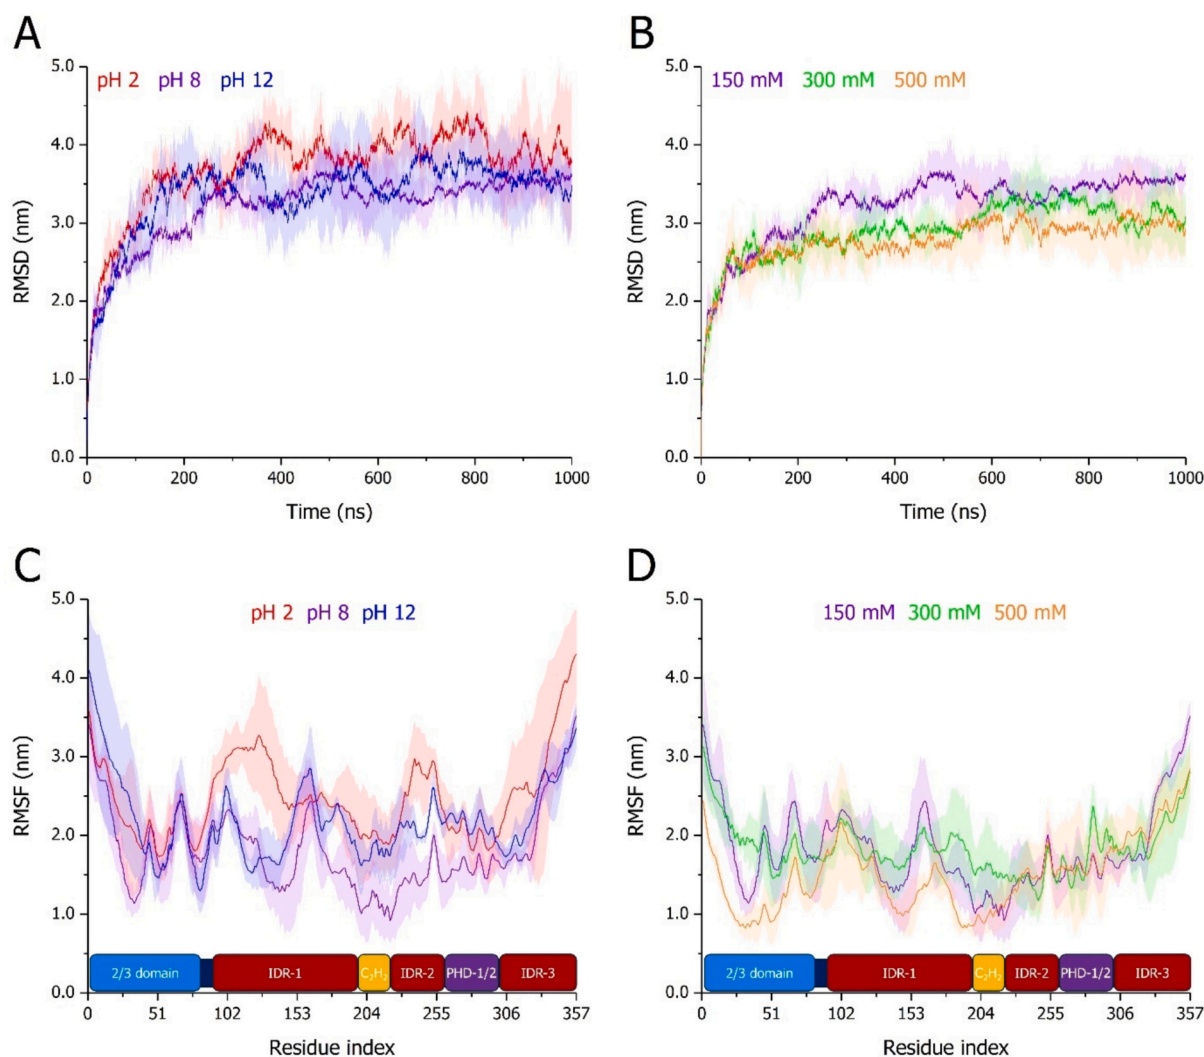 A
pH 2 pH 8 pH 12
5.0
4.0
3.0
2.0
1.0
0.0
RMSD (nm)
0 200 400 600 800 1000
Time (ns)
B
150 mM 300 mM 500 mM
5.0
4.0
3.0
2.0
1.0
0.0
RMSD (nm)
0 200 400 600 800 1000
Time (ns)
C
pH 2 pH 8 pH 12
5.0
4.0
3.0
2.0
1.0
0.0
RMSF (nm)
2/3 domain IDR-1 C₂H₂ IDR-2 PHD-1/2 IDR-3
0 51 102 153 204 255 306 357
Residue index
D
150 mM 300 mM 500 mM
5.0
4.0
3.0
2.0
1.0
0.0
RMSF (nm)
2/3 domain IDR-1 C₂H₂ IDR-2 PHD-1/2 IDR-3
0 51 102 153 204 255 306 357
Residue index